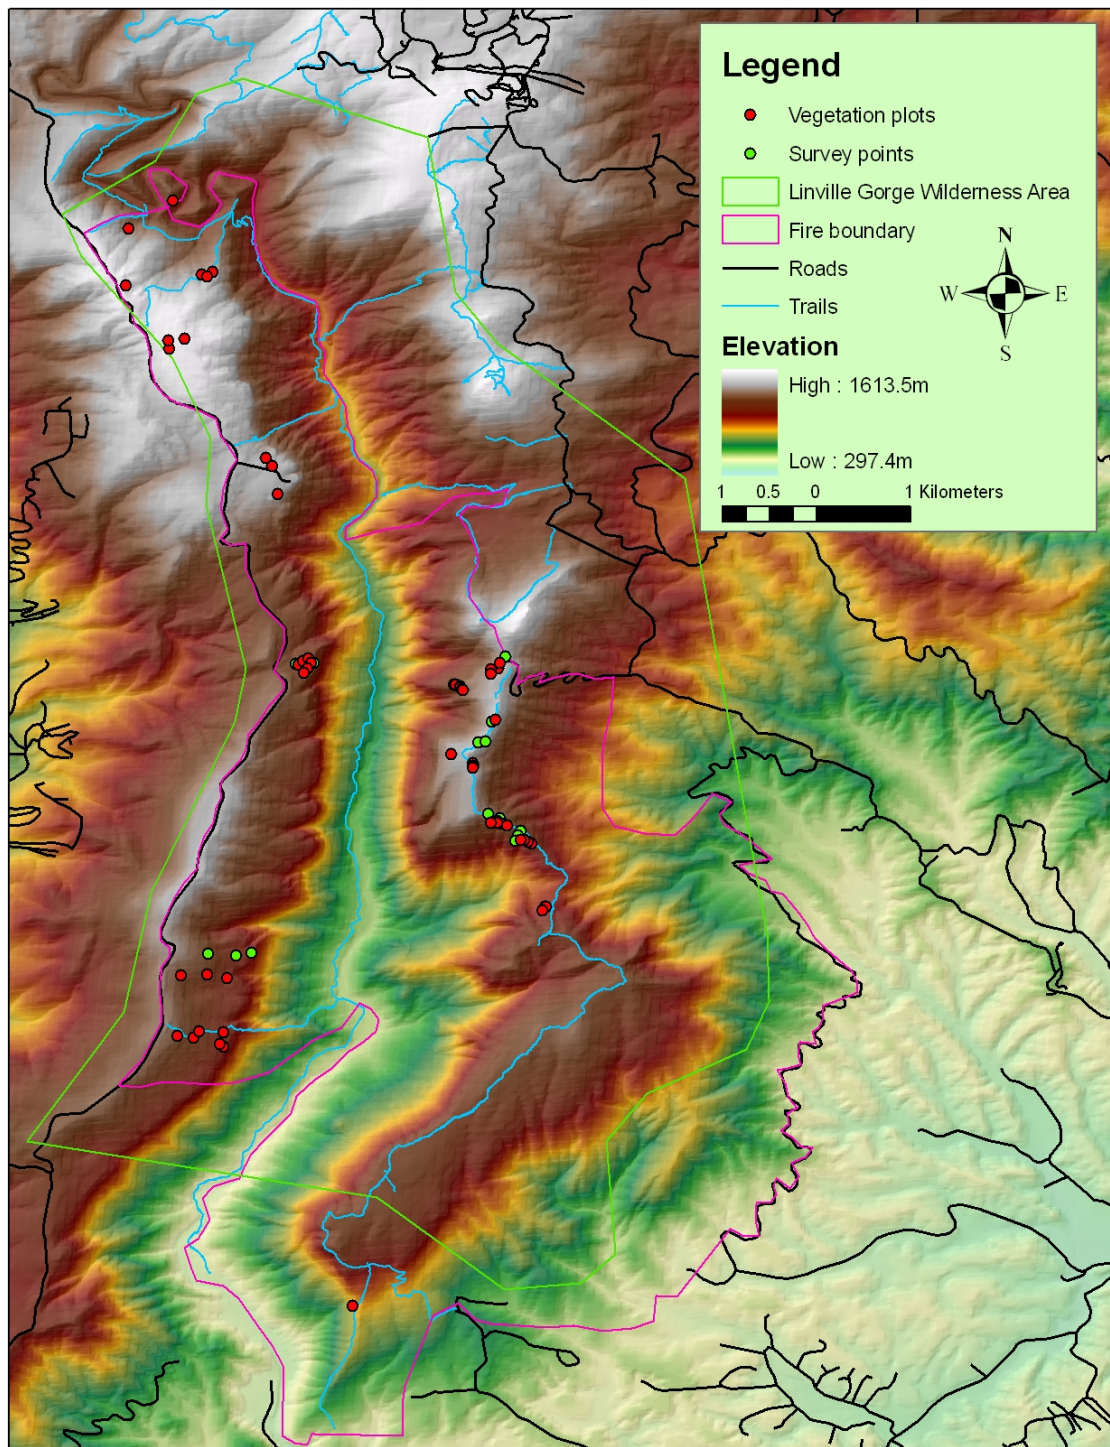 Legend
Vegetation plots
Survey points
Linville Gorge Wilderness Area
Fire boundary
Roads
Trails
N
W E
S
Elevation
High : 1613.5m
Low : 297.4m
1 0.5 0 1 Kilometers